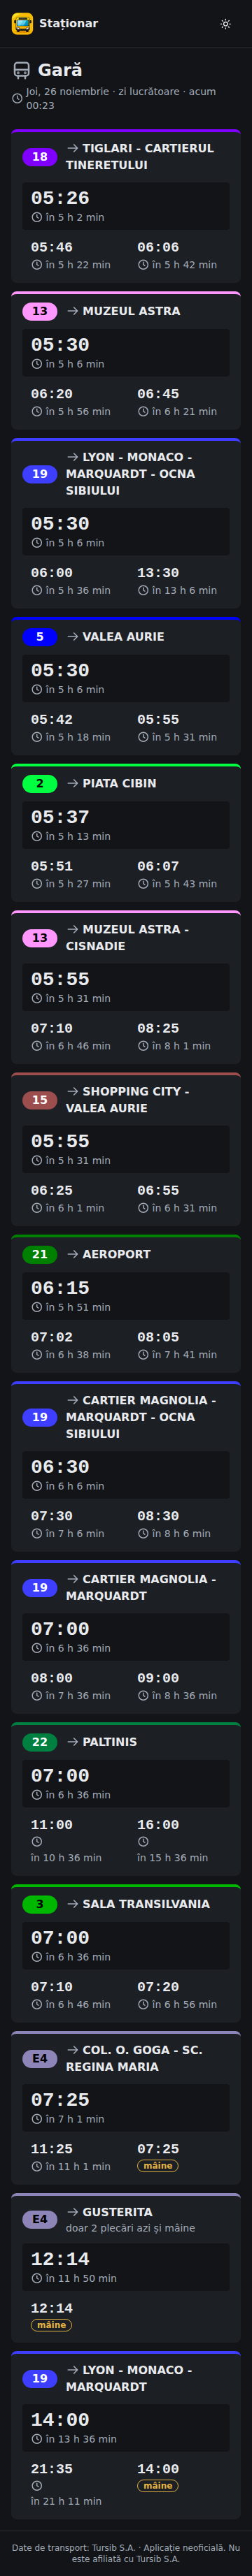 Staționar
Gară
Joi, 26 noiembrie · zi lucrătoare · acum
00:23
18 → TIGLARI - CARTIERUL
TINERETULUI
05:26
în 5 h 2 min
05:46 06:06
în 5 h 22 min în 5 h 42 min
13 → MUZEUL ASTRA
05:30
în 5 h 6 min
06:20 06:45
în 5 h 56 min în 6 h 21 min
19 → LYON - MONACO -
MARQUARDT - OCNA
SIBIULUI
05:30
în 5 h 6 min
06:00 13:30
în 5 h 36 min în 13 h 6 min
5 → VALEA AURIE
05:30
în 5 h 6 min
05:42 05:55
în 5 h 18 min în 5 h 31 min
2 → PIATA CIBIN
05:37
în 5 h 13 min
05:51 06:07
în 5 h 27 min în 5 h 43 min
13 → MUZEUL ASTRA -
CISNADIE
05:55
în 5 h 31 min
07:10 08:25
în 6 h 46 min în 8 h 1 min
15 → SHOPPING CITY -
VALEA AURIE
05:55
în 5 h 31 min
06:25 06:55
în 6 h 1 min în 6 h 31 min
21 → AEROPORT
06:15
în 5 h 51 min
07:02 08:05
în 6 h 38 min în 7 h 41 min
19 → CARTIER MAGNOLIA -
MARQUARDT - OCNA
SIBIULUI
06:30
în 6 h 6 min
07:30 08:30
în 7 h 6 min în 8 h 6 min
19 → CARTIER MAGNOLIA -
MARQUARDT
07:00
în 6 h 36 min
08:00 09:00
în 7 h 36 min în 8 h 36 min
22 → PALTINIS
07:00
în 6 h 36 min
11:00 16:00
în 10 h 36 min în 15 h 36 min
3 → SALA TRANSILVANIA
07:00
în 6 h 36 min
07:10 07:20
în 6 h 46 min în 6 h 56 min
E4 → COL. O. GOGA - SC.
REGINA MARIA
07:25
în 7 h 1 min
11:25 07:25
în 11 h 1 min mâine
E4 → GUSTERITA
doar 2 plecări azi și mâine
12:14
în 11 h 50 min
12:14
mâine
19 → LYON - MONACO -
MARQUARDT
14:00
în 13 h 36 min
21:35 14:00
în 21 h 11 min mâine
Date de transport: Tursib S.A. · Aplicație neoficială. Nu
este afiliată cu Tursib S.A.